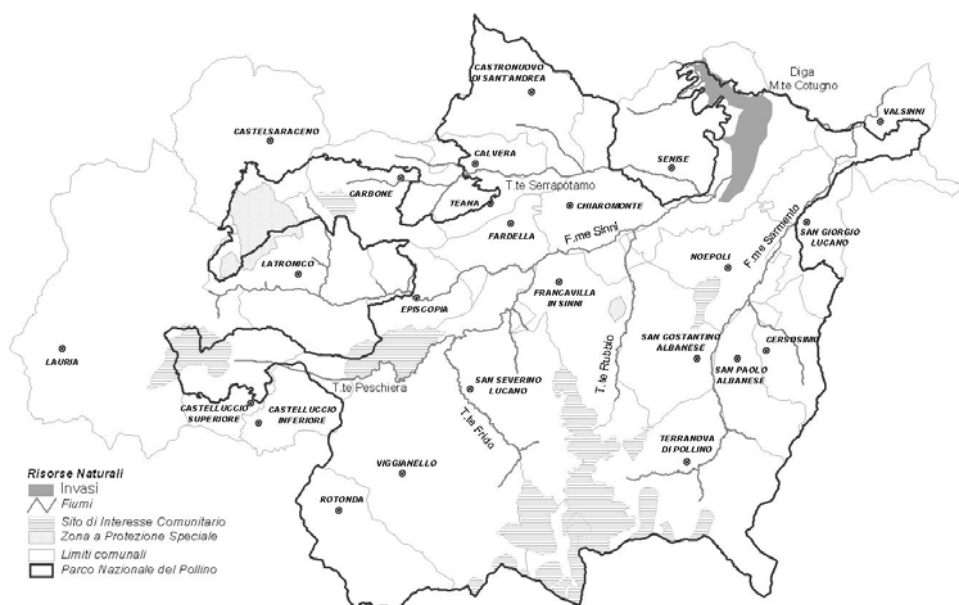 CASTRONUOVO
DI SANT'ANDREA
Diga
M.te Cotugno
VALSINNI
CASTELSARACENO
CALVERA
SENISE
T.te Serrapotamo
CARBONE
TEANA
CHIAROMONTE
FARDELLA
F.me Sinni
F.me Sarmento
SAN GIORGIO
LUCANO
NOEPOLI
LATRONICO
FRANCAVILLA
IN SINNI
EPISCOPIA
T.te Rubbio
SAN COSTANTINO
ALBANESE
CERSOSIMO
SAN PAOLO
ALBANESE
LAURIA
T.te Peschiera
SAN SEVERINO
LUCANO
CASTELLUCCIO
SUPERIORE
CASTELLUCCIO
INFERIORE
T.te Frida
TERRANOVA
DI POLLINO
VIGGIANELLO
ROTONDA
Risorse Naturali
Invasi
Fiumi
Sito di Interesse Comunitario
Zona a Protezione Speciale
Limiti comunali
Parco Nazionale del Pollino